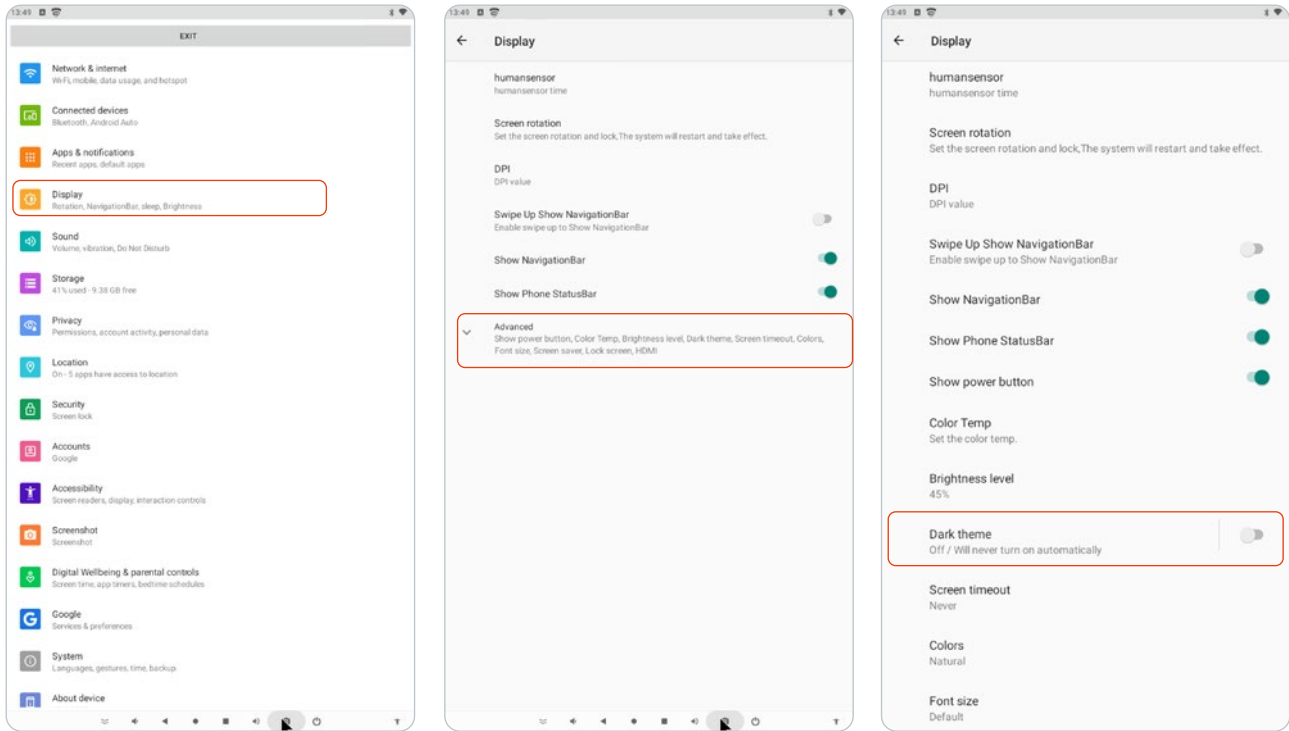 13:49
EXIT
Network & internet
Wi-Fi, mobile, data usage, and hotspot
Connected devices
Bluetooth, Android Auto
Apps & notifications
Recent apps, default apps
Display
Rotation, NavigationBar, sleep, Brightness
Sound
Volume, vibration, Do Not Disturb
Storage
41% used - 9.38 GB free
Privacy
Permissions, account activity, personal data
Location
On - 5 apps have access to location
Security
Screen lock
Accounts
Google
Accessibility
Screen readers, display, interaction controls
Screenshot
Screenshot
Digital Wellbeing & parental controls
Screen time, app timers, bedtime schedules
Google
Services & preferences
System
Languages, gestures, time, backup
About device
13:49
Display
humansensor
humansensor time
Screen rotation
Set the screen rotation and lock,The system will restart and take effect.
DPI
DPI value
Swipe Up Show NavigationBar
Enable swipe up to Show NavigationBar
Show NavigationBar
Show Phone StatusBar
Advanced
Show power button, Color Temp, Brightness level, Dark theme, Screen timeout, Colors,
Font size, Screen saver, Lock screen, HDMI
13:49
Display
humansensor
humansensor time
Screen rotation
Set the screen rotation and lock,The system will restart and take effect.
DPI
DPI value
Swipe Up Show NavigationBar
Enable swipe up to Show NavigationBar
Show NavigationBar
Show Phone StatusBar
Show power button
Color Temp
Set the color temp.
Brightness level
45%
Dark theme
Off / Will never turn on automatically
Screen timeout
Never
Colors
Natural
Font size
Default